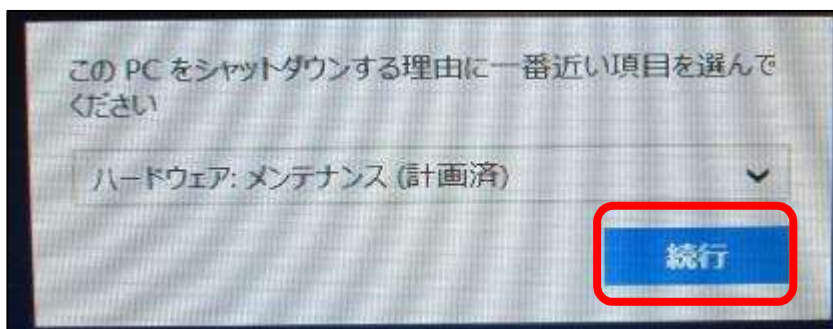 この PC をシャットダウンする理由に一番近い項目を選んで
ください
ハードウェア: メンテナンス (計画済)
続行